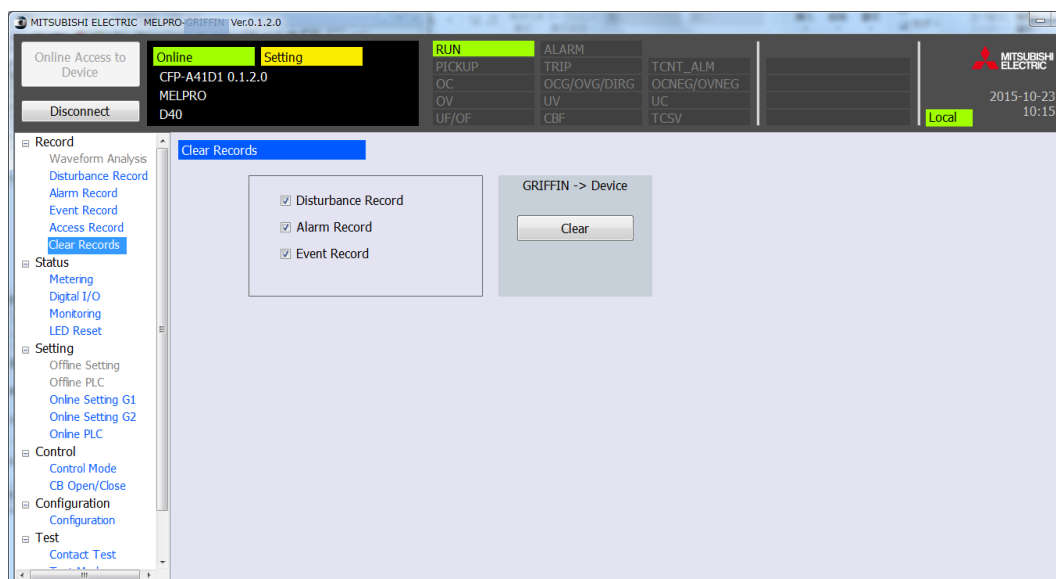 MITSUBISHI ELECTRIC MELPRO-GRIFFIN Ver.0.1.2.0
Online Access to
Device
Disconnect
Online
Setting
CFP-A41D1 0.1.2.0
MELPRO
D40
RUN
ALARM
PICKUP
TRIP
TCNT_ALM
OC
OCG/OVG/DIRG
OCNEG/OVNEG
OV
UV
UC
UF/OF
CBF
TCSV
MITSUBISHI
ELECTRIC
2015-10-23
10:15
Local
Record
Waveform Analysis
Disturbance Record
Alarm Record
Event Record
Access Record
Clear Records
Status
Metering
Digital I/O
Monitoring
LED Reset
Setting
Offline Setting
Offline PLC
Online Setting G1
Online Setting G2
Online PLC
Control
Control Mode
CB Open/Close
Configuration
Configuration
Test
Contact Test
Clear Records
Disturbance Record
Alarm Record
Event Record
GRIFFIN -> Device
Clear